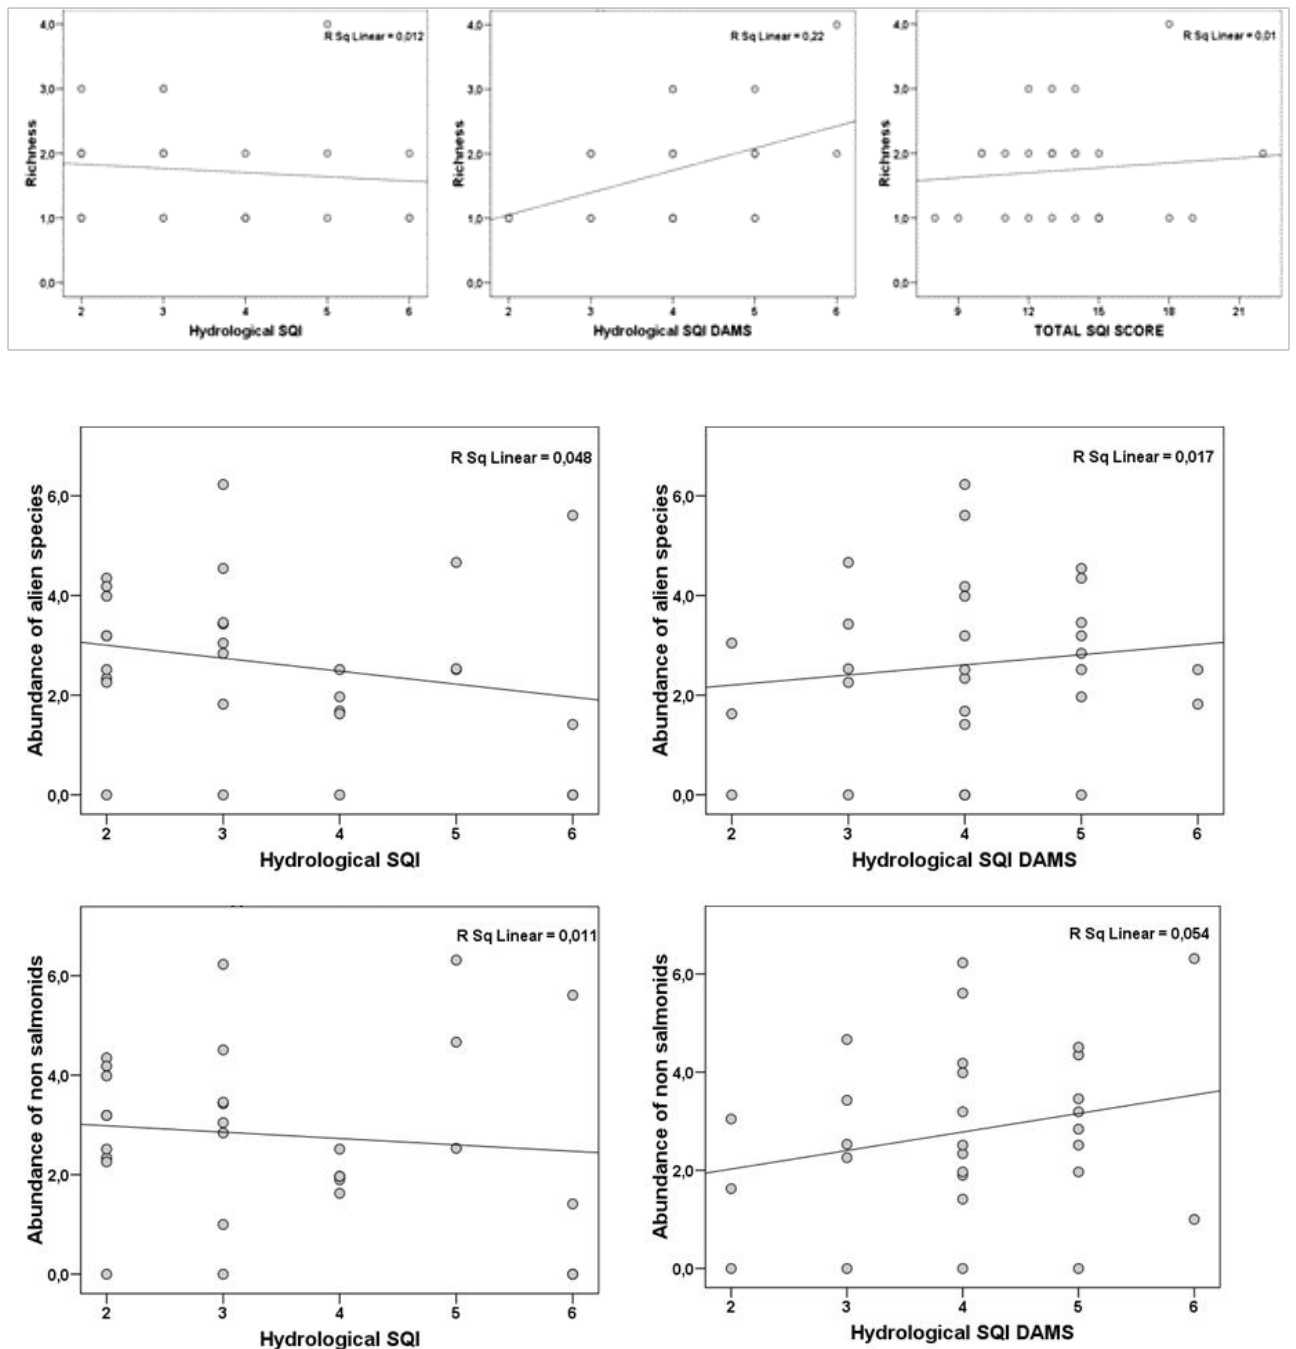 R Sq Linear = 0,012
4,0
3,0
2,0
1,0
0,0
Richness
2 3 4 5 6
Hydrological SQI
R Sq Linear = 0,22
4,0
3,0
2,0
1,0
0,0
Richness
2 3 4 5 6
Hydrological SQI DAMS
R Sq Linear = 0,01
4,0
3,0
2,0
1,0
0,0
Richness
9 12 15 18 21
TOTAL SQI SCORE
R Sq Linear = 0,048
6,0
4,0
2,0
0,0
Abundance of alien species
2 3 4 5 6
Hydrological SQI
R Sq Linear = 0,017
6,0
4,0
2,0
0,0
Abundance of alien species
2 3 4 5 6
Hydrological SQI DAMS
R Sq Linear = 0,011
6,0
4,0
2,0
0,0
Abundance of non salmonids
2 3 4 5 6
Hydrological SQI
R Sq Linear = 0,054
6,0
4,0
2,0
0,0
Abundance of non salmonids
2 3 4 5 6
Hydrological SQI DAMS